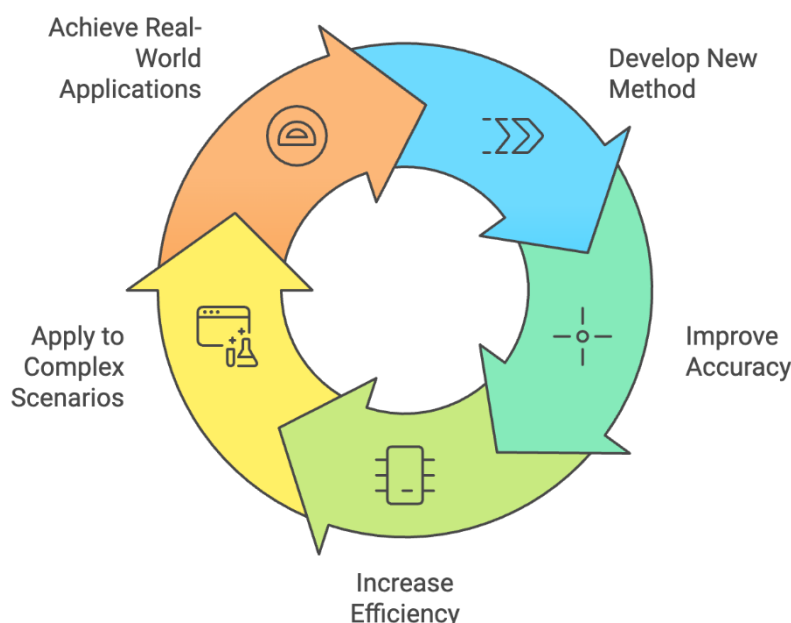 Achieve Real-
World
Applications
Develop New
Method
Improve
Accuracy
Increase
Efficiency
Apply to
Complex
Scenarios